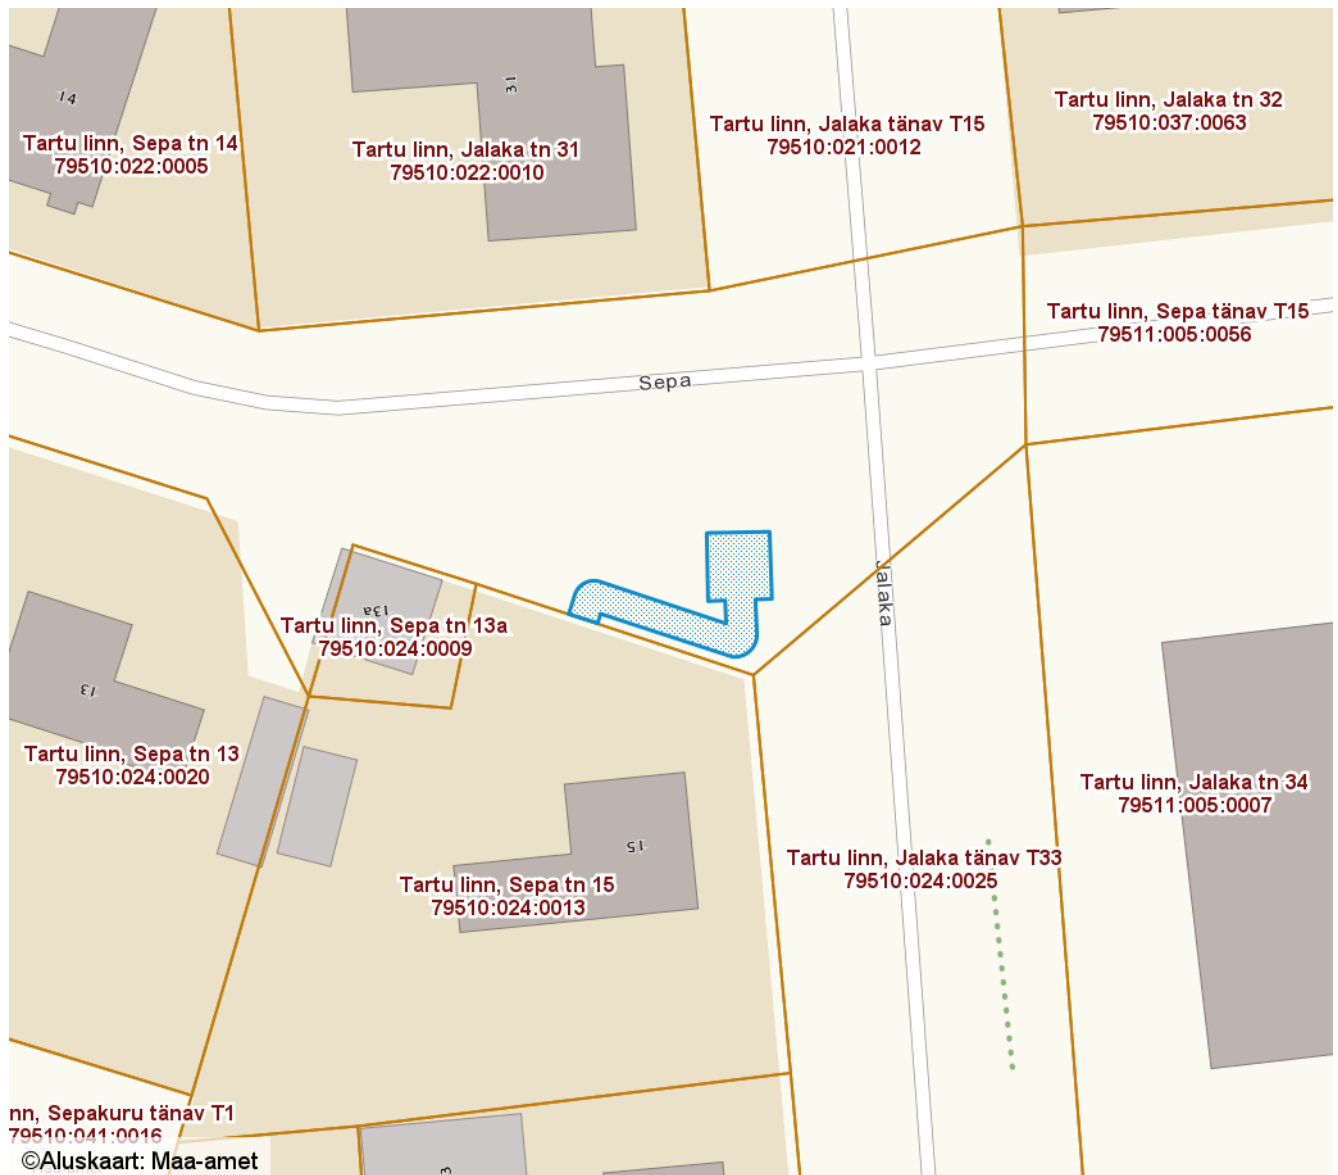 14
31
Tartu linn, Jalaka tn 32
79510:037:0063
Tartu linn, Jalaka tänav T15
79510:021:0012
Tartu linn, Sepa tn 14
79510:022:0005
Tartu linn, Jalaka tn 31
79510:022:0010
Tartu linn, Sepa tänav T15
79511:005:0056
Sepa
Jalaka
13a
Tartu linn, Sepa tn 13a
79510:024:0009
13
Tartu linn, Sepa tn 13
79510:024:0020
Tartu linn, Jalaka tn 34
79511:005:0007
15
Tartu linn, Jalaka tänav T33
79510:024:0025
Tartu linn, Sepa tn 15
79510:024:0013
nn, Sepakuru tänav T1
79510:041:0016
©Aluskaart: Maa-amet